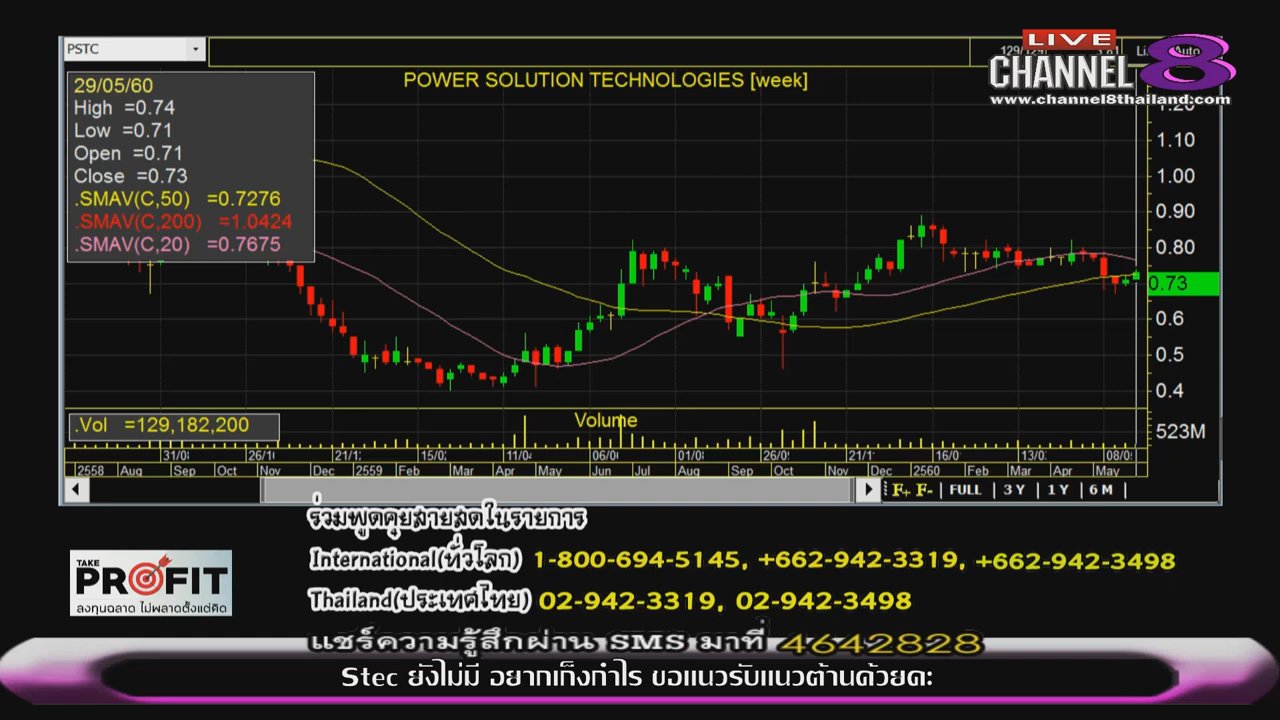 PSTC
LIVE
CHANNEL 8
www.channel8thailand.com
Auto
29/05/60
High =0.74
Low =0.71
Open =0.71
Close =0.73
.SMAV(C,50) =0.7276
.SMAV(C,200) =1.0424
.SMAV(C,20) =0.7675
POWER SOLUTION TECHNOLOGIES [week]
1.20
1.10
1.00
0.90
0.80
0.73
0.6
0.5
0.4
.Vol =129,182,200
Volume
523M
2558 Aug Sep Oct Nov Dec 2559 Feb Mar Apr May Jun Jul Aug Sep Oct Nov Dec 2560 Feb Mar Apr May
F+ F- FULL 3 Y 1 Y 6 M
ร่วมพูดคุยสายสดในรายการ
International(ทั่วโลก) 1-800-694-5145, +662-942-3319, +662-942-3498
Thailand(ประเทศไทย) 02-942-3319, 02-942-3498
TAKE
PROFIT
ลงทุนฉลาด ไม่พลาดตั้งแต่คิด
แชร์ความรู้สึกผ่าน SMS มาที่ 4642828
Stec ยังไม่มี อยากเก็งกำไร ขอแนวรับแนวต้านด้วยคะ